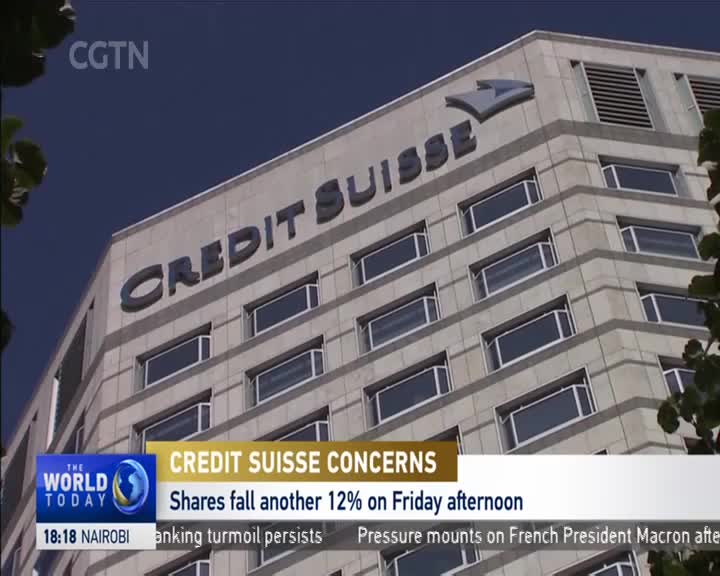 CGTN
CREDIT SUISSE
CREDIT SUISSE CONCERNS
THE
WORLD
TODAY
Shares fall another 12% on Friday afternoon
18:18 NAIROBI
anking turmoil persists Pressure mounts on French President Macron afte